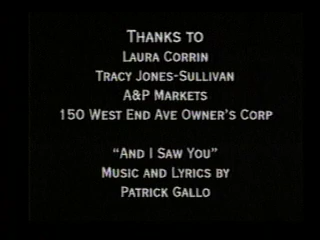 THANKS TO
LAURA CORRIN
TRACY JONES-SULLIVAN
A&P MARKETS
150 WEST END AVE OWNER'S CORP
"AND I SAW YOU"
MUSIC AND LYRICS BY
PATRICK GALLO